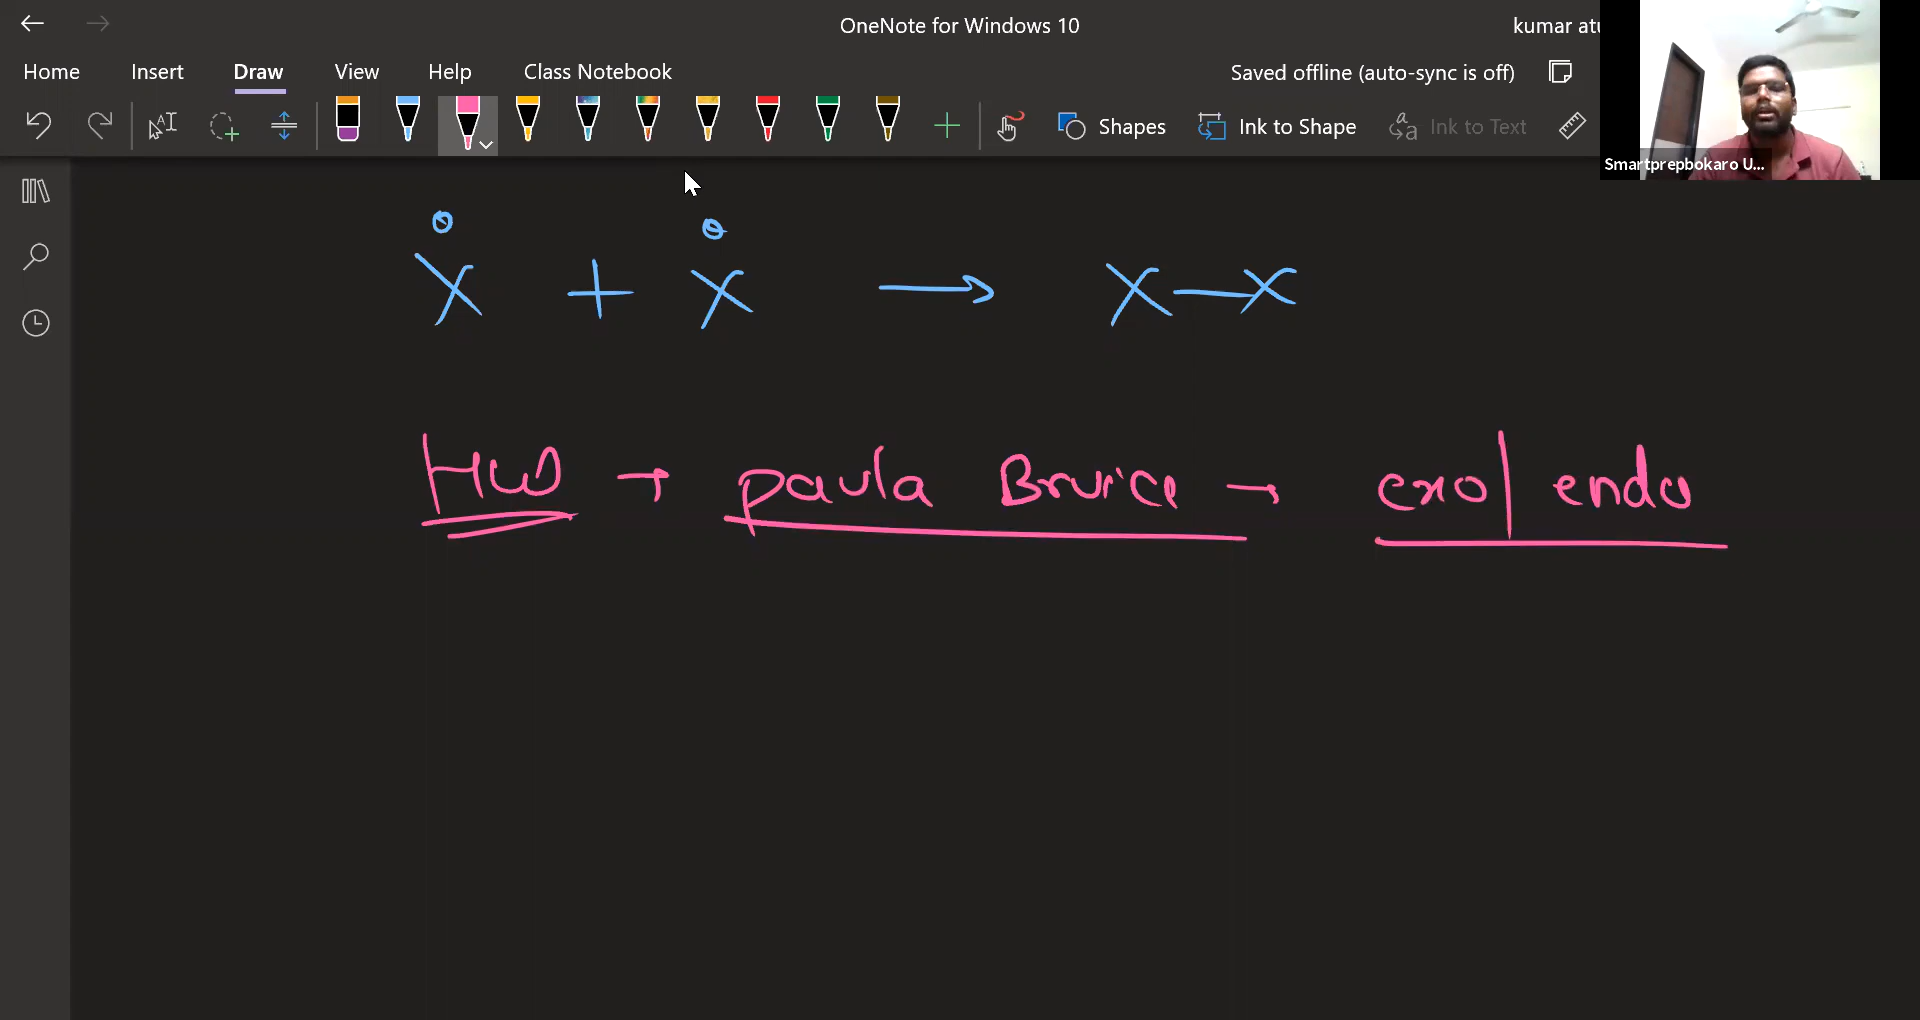 OneNote for Windows 10
kumar atu
Home Insert Draw View Help Class Notebook
Saved offline (auto-sync is off)
Shapes Ink to Shape Ink to Text
Smartprepbokaro U...
X + X → X—X
HW → paula Bruice → exo | endo